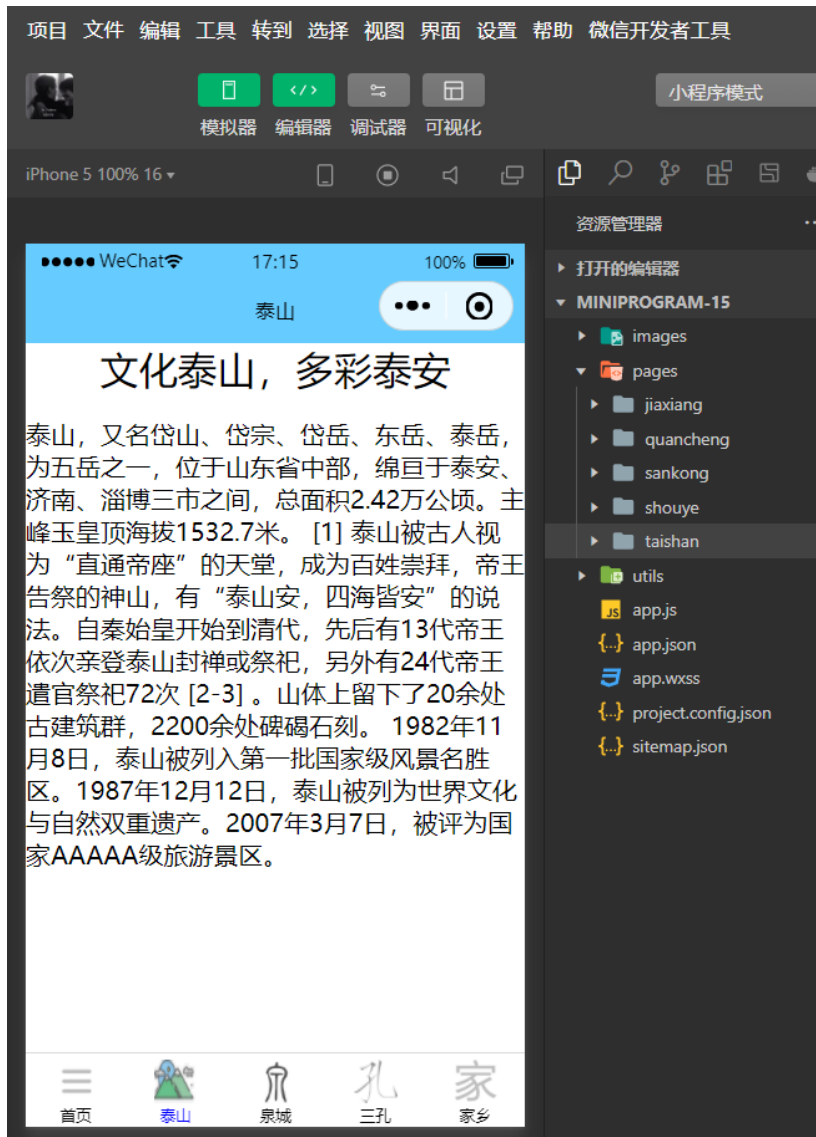 项目 文件 编辑 工具 转到 选择 视图 界面 设置 帮助 微信开发者工具
模拟器 编辑器 调试器 可视化
小程序模式
iPhone 5 100% 16
资源管理器
打开的编辑器
MINIPROGRAM-15
images
pages
jiaxiang
quancheng
sankong
shouye
taishan
utils
JS app.js
{..} app.json
app.wxss
{..} project.config.json
{..} sitemap.json
WeChat 17:15 100%
泰山
文化泰山，多彩泰安
泰山，又名岱山、岱宗、岱岳、东岳、泰岳，
为五岳之一，位于山东省中部，绵亘于泰安、
济南、淄博三市之间，总面积2.42万公顷。主
峰玉皇顶海拔1532.7米。 [1] 泰山被古人视
为“直通帝座”的天堂，成为百姓崇拜，帝王
告祭的神山，有“泰山安，四海皆安”的说
法。自秦始皇开始到清代，先后有13代帝王
依次亲登泰山封禅或祭祀，另外有24代帝王
遣官祭祀72次 [2-3] 。山体上留下了20余处
古建筑群，2200余处碑碣石刻。 1982年11
月8日，泰山被列入第一批国家级风景名胜
区。1987年12月12日，泰山被列为世界文化
与自然双重遗产。2007年3月7日，被评为国
家AAAAA级旅游景区。
孔 家
首页 泰山 泉城 三孔 家乡